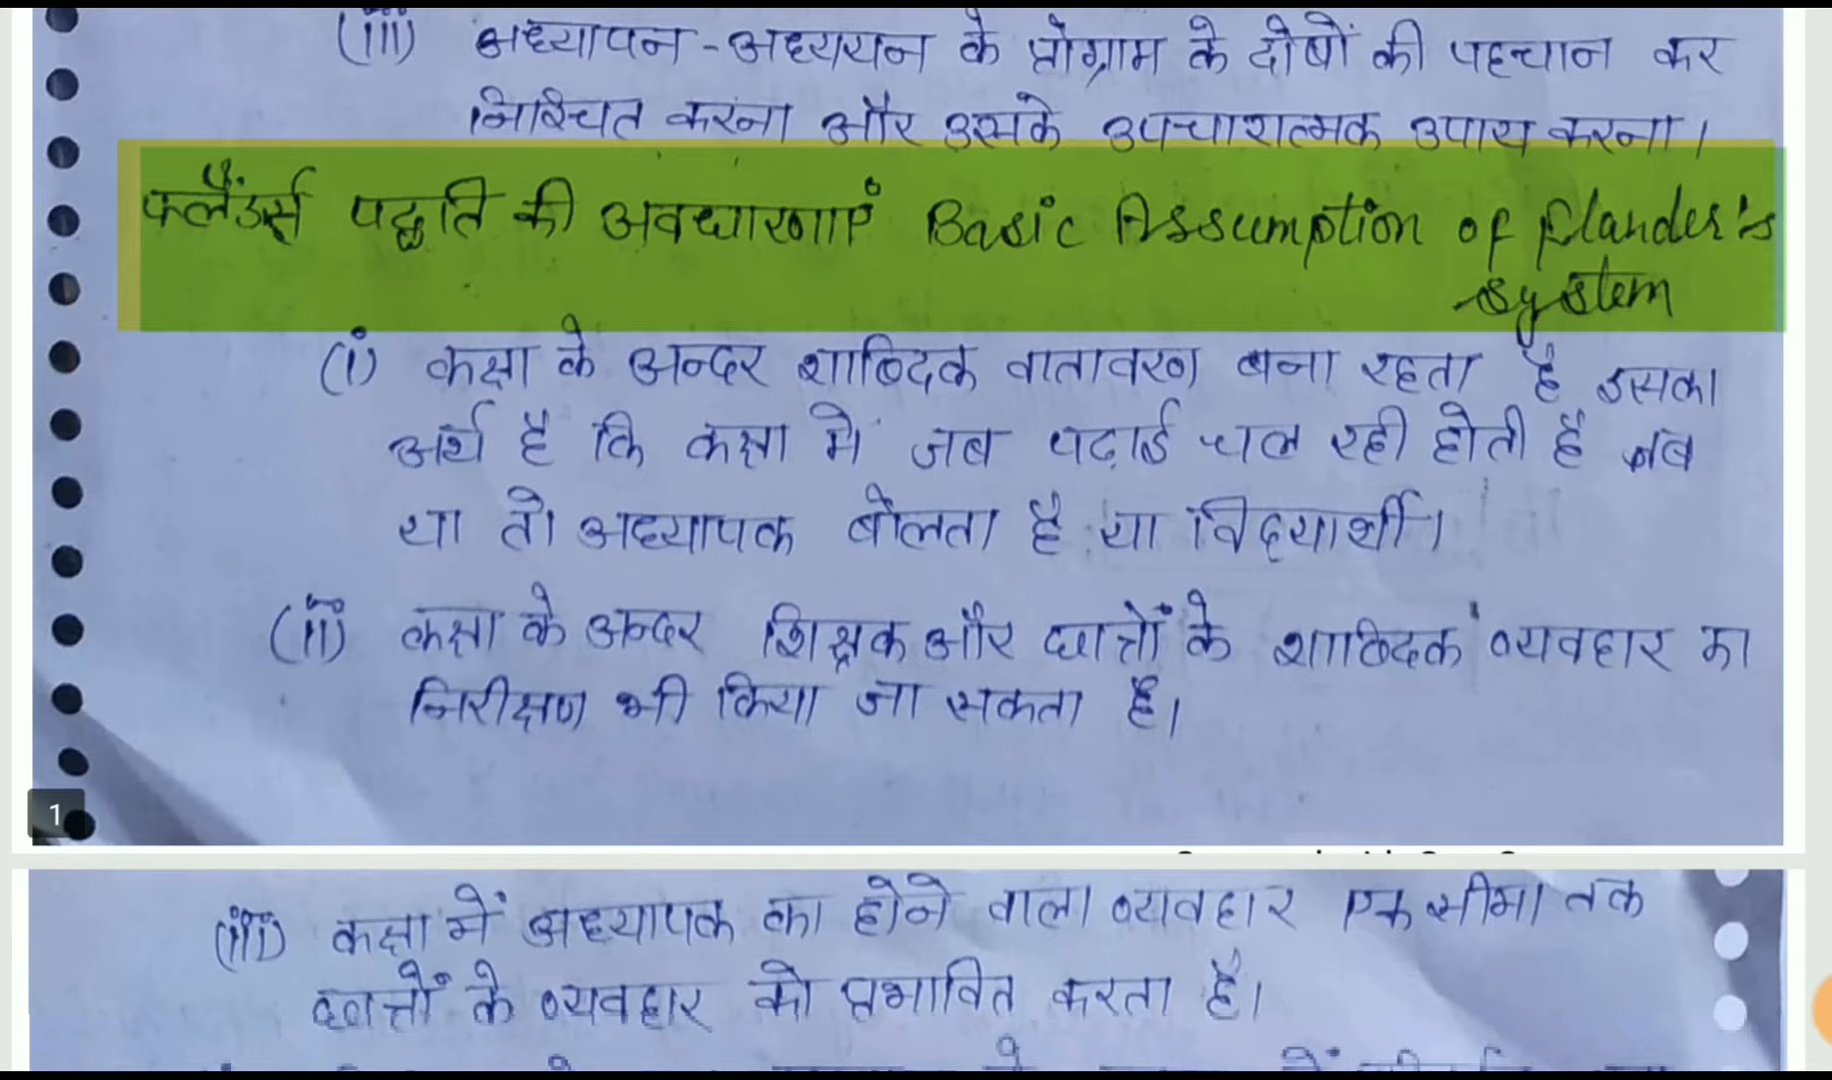 (iii) अध्यापन - अध्ययन के प्रोग्राम के दोषों की पहचान कर
निश्चित करना और उसके उपचारात्मक उपाय करना।
फ्लैंडर्स पद्धति की अवधारणाएं Basic Assumption of flander's
system
(i) कक्षा के अन्दर शाब्दिक वातावरण बना रहता है इसका
अर्थ है कि कक्षा में जब पढ़ाई चल रही होती है तब
या तो अध्यापक बोलता है या विद्यार्थी।
(ii) कक्षा के अन्दर शिक्षक और छात्रों के शाब्दिक व्यवहार का
निरीक्षण भी किया जा सकता है।
1
(iii) कक्षा में अध्यापक का होने वाला व्यवहार एक सीमा तक
छात्रों के व्यवहार को प्रभावित करता है।